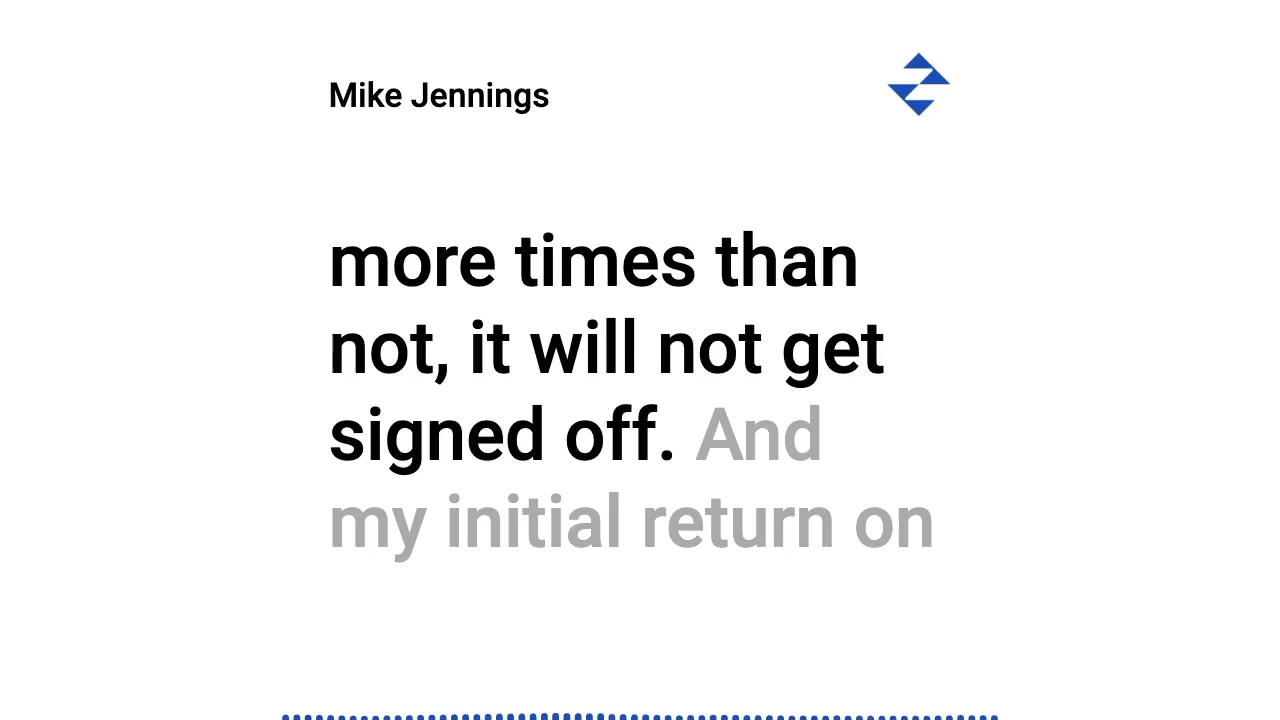 Mike Jennings
more times than
not, it will not get
signed off. And
my initial return on